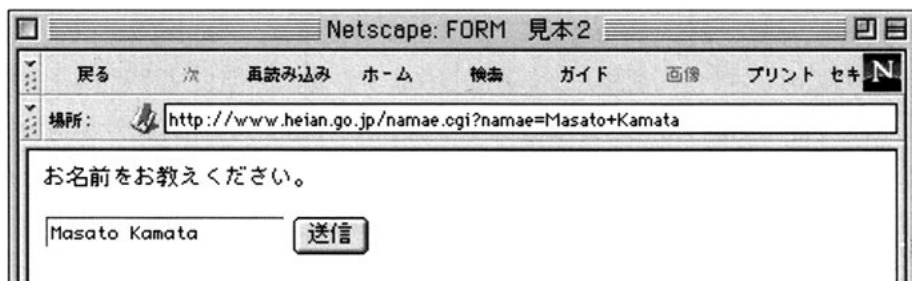 Netscape: FORM 見本2
戻る 次 再読み込み ホーム 検索 ガイド 画像 プリント セキ N
場所: http://www.heian.go.jp/namae.cgi?namae=Masato+Kamata
お名前をお教えください。
Masato Kamata 送信